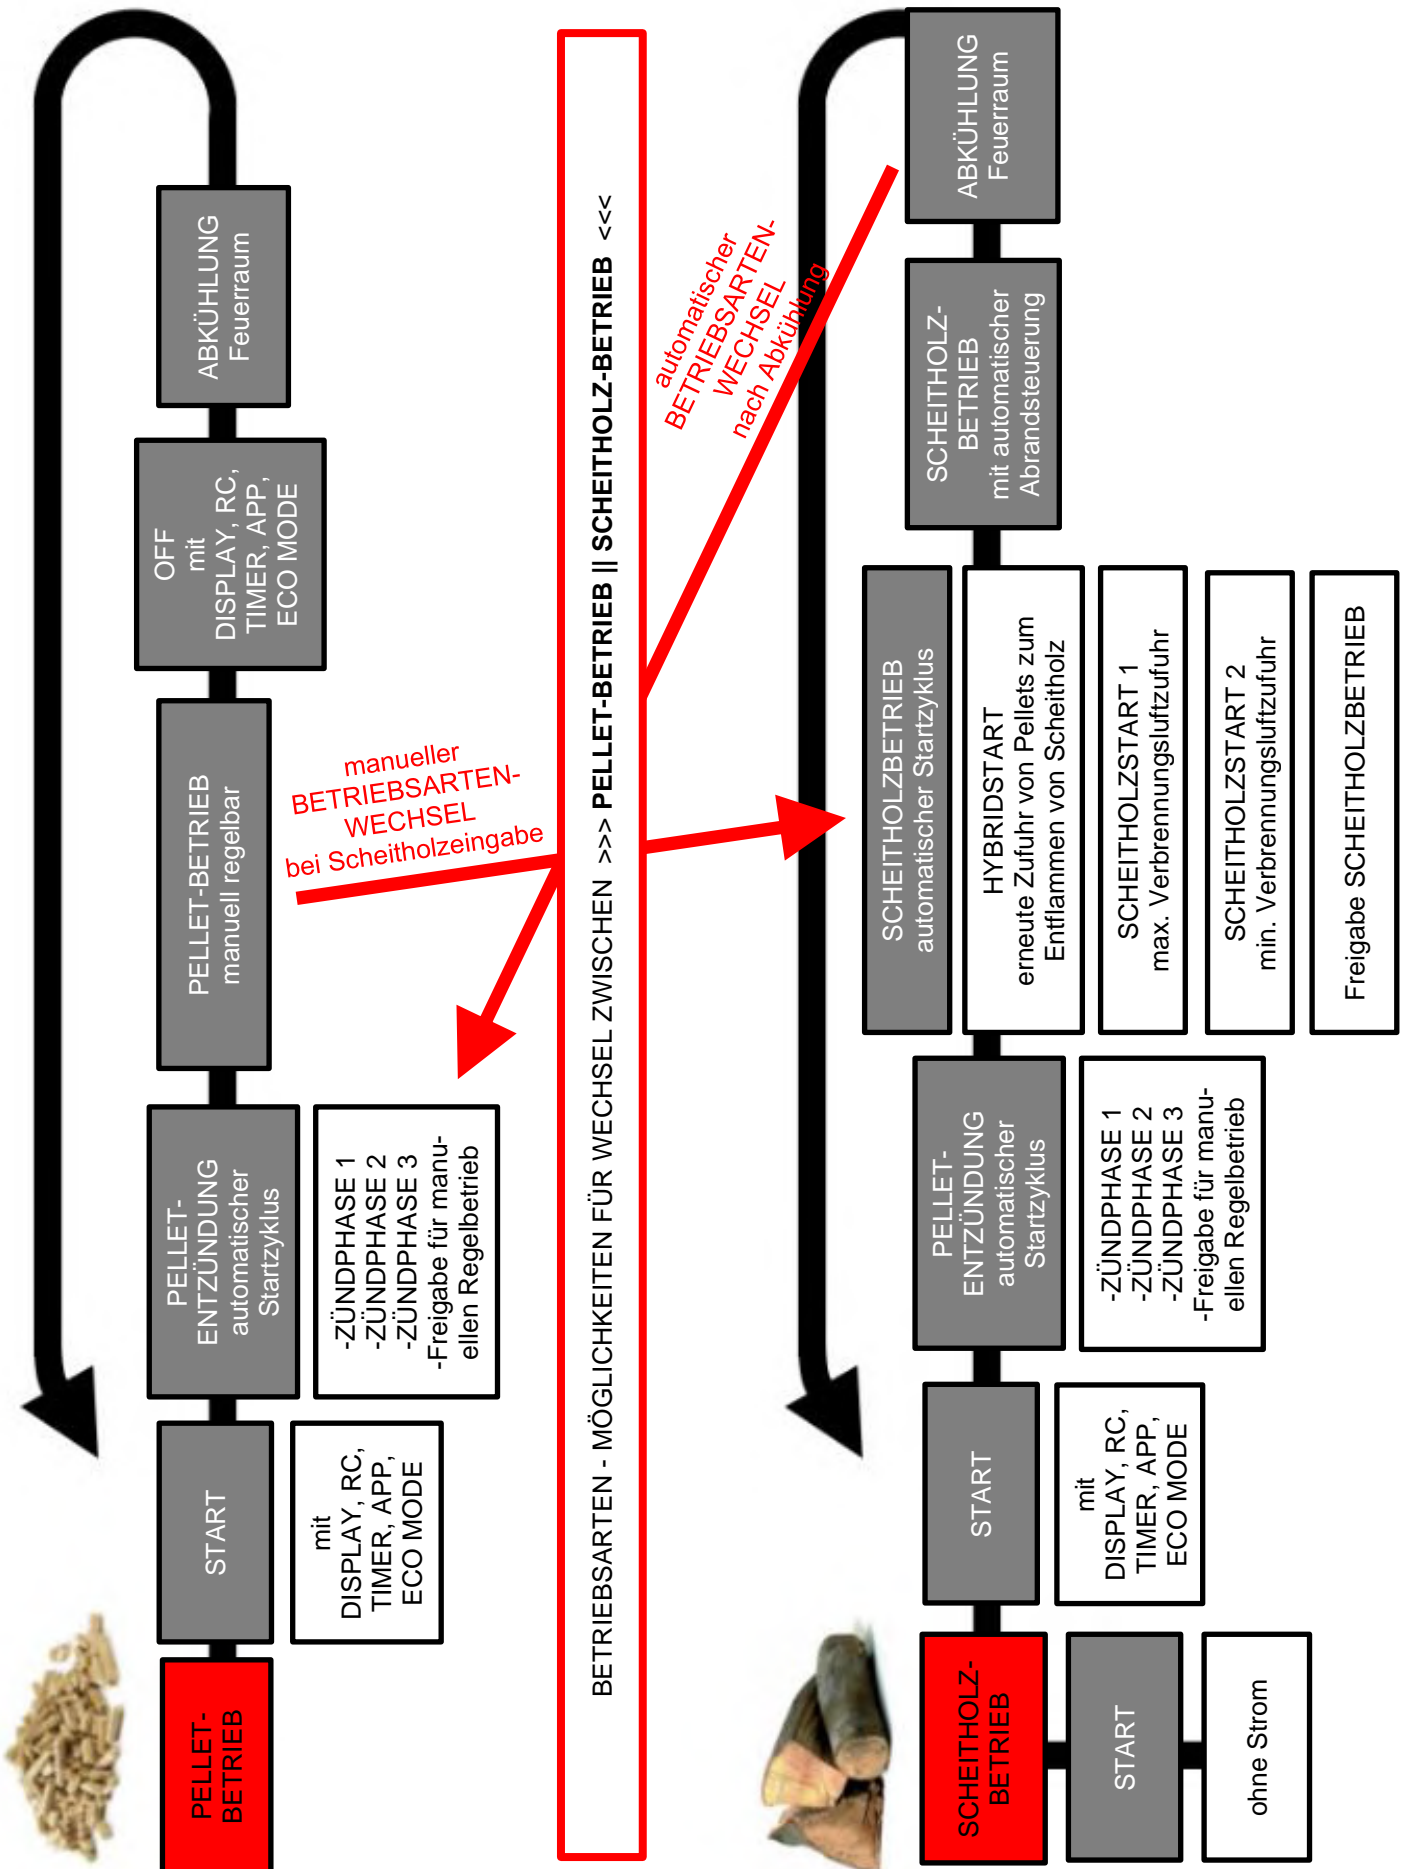 PELLET-
BETRIEB
START
mit
DISPLAY, RC,
TIMER, APP,
ECO MODE
PELLET-
ENTZÜNDUNG
automatischer
Startzyklus
-ZÜNDPHASE 1
-ZÜNDPHASE 2
-ZÜNDPHASE 3
-Freigabe für manu-
ellen Regelbetrieb
PELLET-BETRIEB
manuell regelbar
OFF
mit
DISPLAY, RC,
TIMER, APP,
ECO MODE
ABKÜHLUNG
Feuerraum
manueller
BETRIEBSARTEN-
WECHSEL
bei Scheitholzeingabe
BETRIEBSARTEN - MÖGLICHKEITEN FÜR WECHSEL ZWISCHEN >>> PELLET-BETRIEB || SCHEITHOLZ-BETRIEB <<<
automatischer
BETRIEBSARTEN-
WECHSEL
nach Abkühlung
SCHEITHOLZ-
BETRIEB
START
ohne Strom
START
mit
DISPLAY, RC,
TIMER, APP,
ECO MODE
PELLET-
ENTZÜNDUNG
automatischer
Startzyklus
-ZÜNDPHASE 1
-ZÜNDPHASE 2
-ZÜNDPHASE 3
-Freigabe für manu-
ellen Regelbetrieb
SCHEITHOLZBETRIEB
automatischer Startzyklus
HYBRIDSTART
erneute Zufuhr von Pellets zum
Entflammen von Scheitholz
SCHEITHOLZSTART 1
max. Verbrennungsluftzufuhr
SCHEITHOLZSTART 2
min. Verbrennungsluftzufuhr
Freigabe SCHEITHOLZBETRIEB
SCHEITHOLZ-
BETRIEB
mit automatischer
Abrandsteuerung
ABKÜHLUNG
Feuerraum